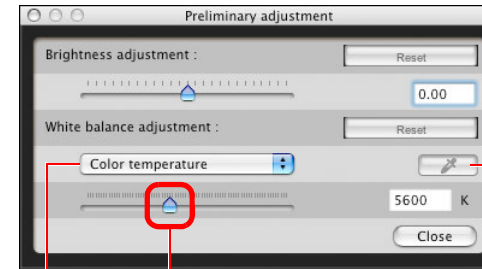 Preliminary adjustment
Brightness adjustment :
Reset
0.00
White balance adjustment :
Reset
Color temperature
5600 K
Close